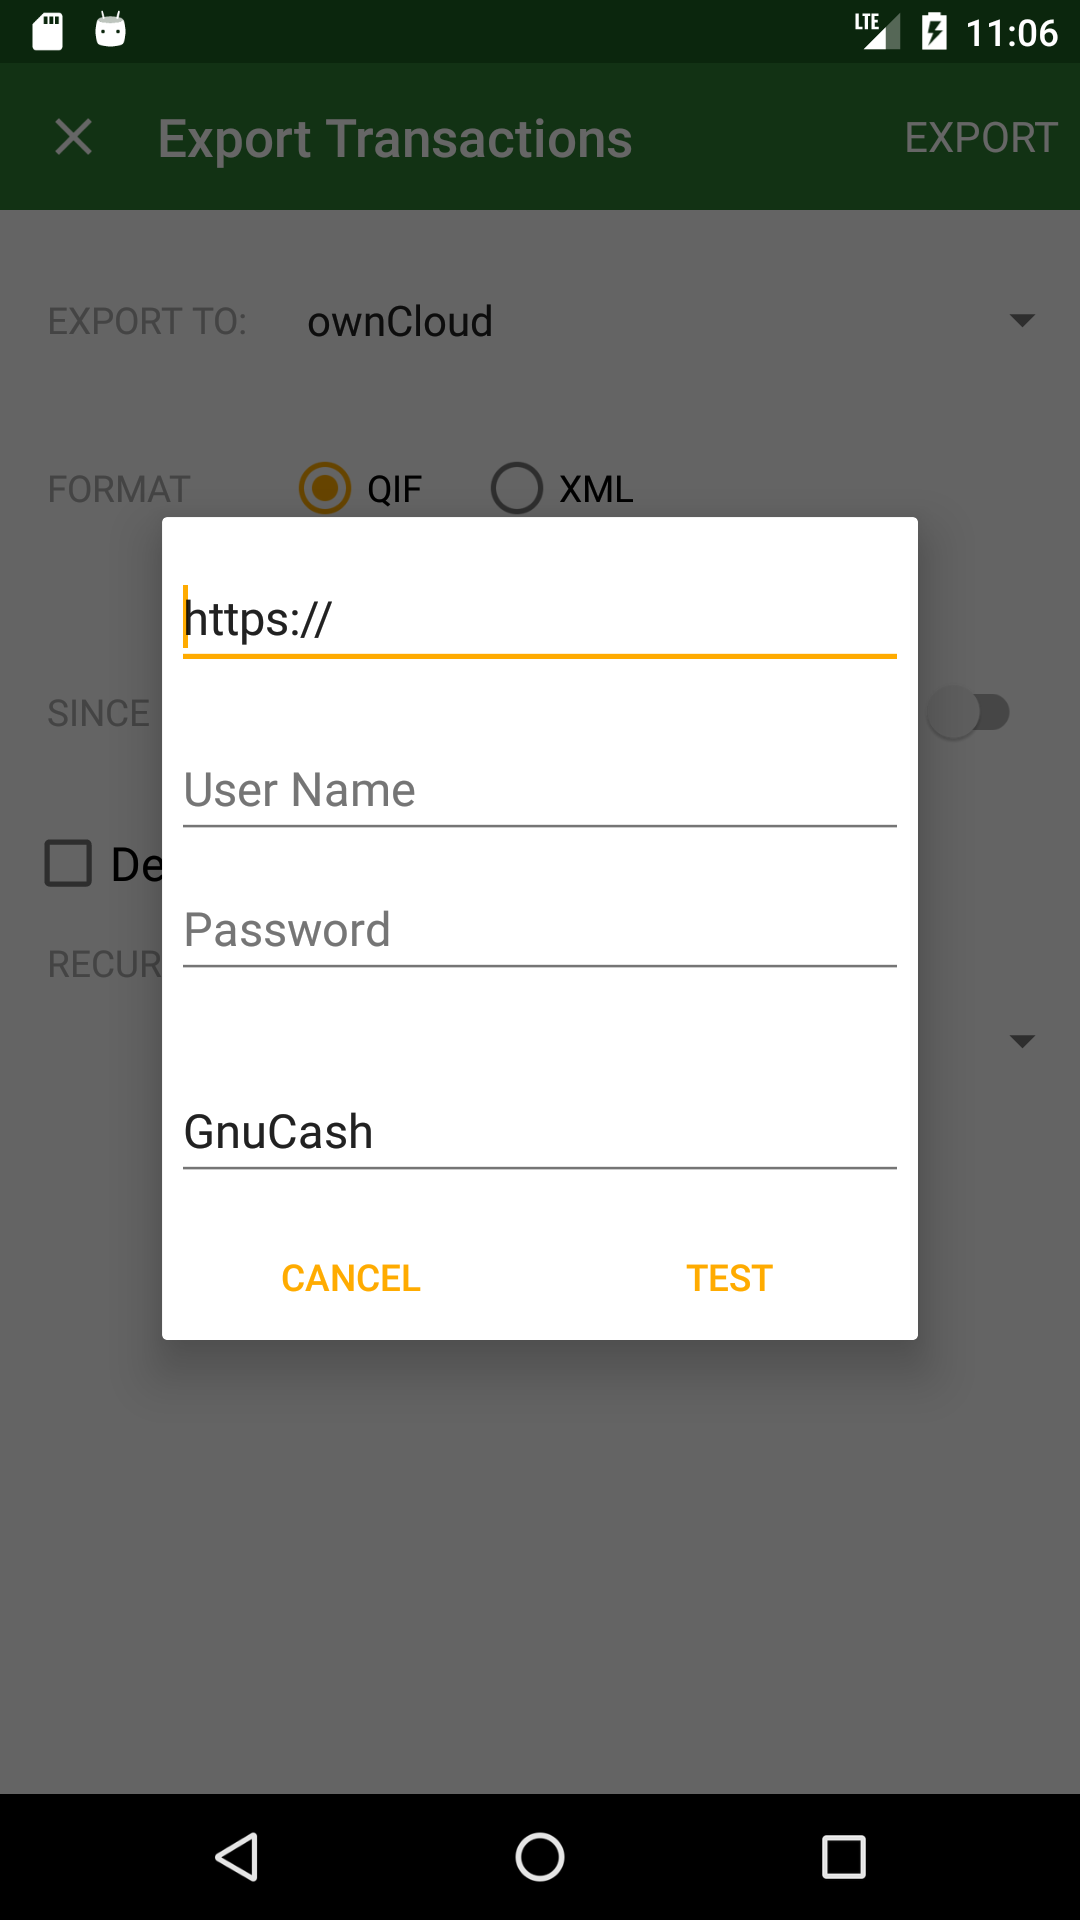 LTE 11:06
Export Transactions EXPORT
EXPORT TO: ownCloud
FORMAT QIF XML
https://
SINCE
User Name
De
Password
RECUR
GnuCash
CANCEL TEST